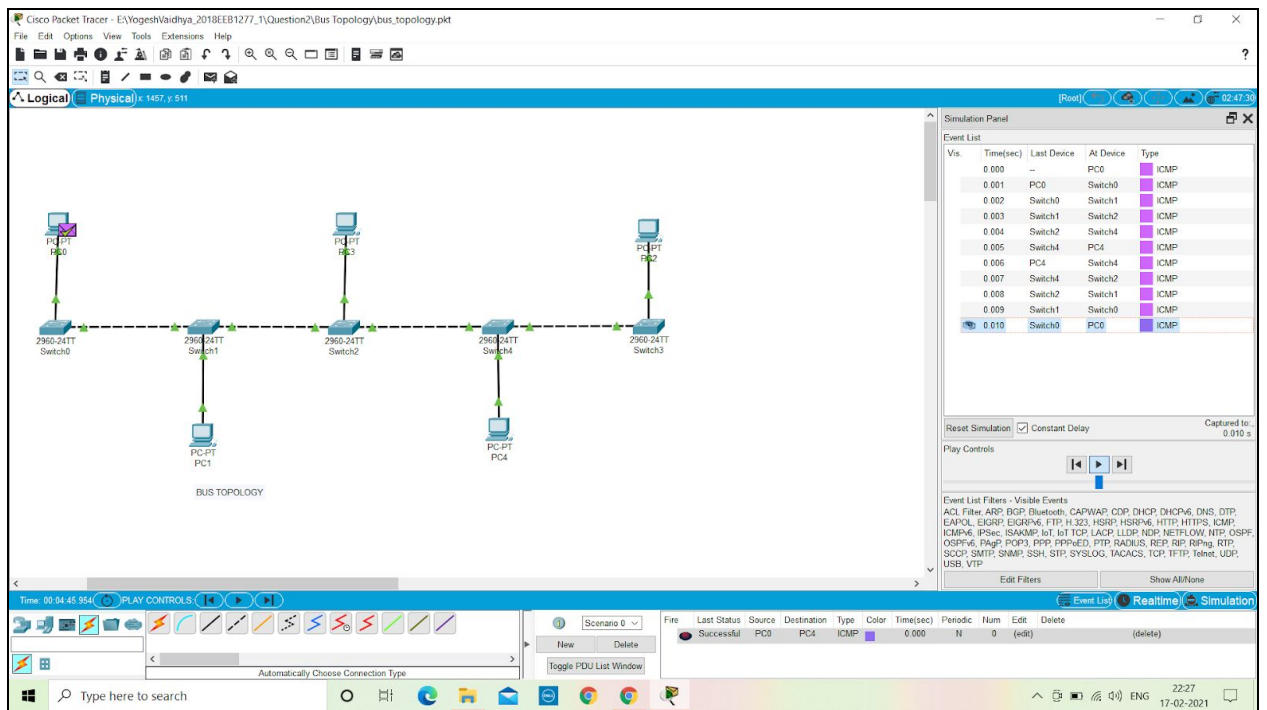 Cisco Packet Tracer - E:\YogeshVaidhya_2018EEB1277_1\Question2\Bus Topology\bus_topology.pkt
File Edit Options View Tools Extensions Help
?
Logical Physical x: 1457, y: 511 [Root] 02:47:30
Simulation Panel
Event List
Vis. Time(sec) Last Device At Device Type
0.000 -- PC0 ICMP
0.001 PC0 Switch0 ICMP
0.002 Switch0 Switch1 ICMP
0.003 Switch1 Switch2 ICMP
0.004 Switch2 Switch4 ICMP
0.005 Switch4 PC4 ICMP
0.006 PC4 Switch4 ICMP
0.007 Switch4 Switch2 ICMP
0.008 Switch2 Switch1 ICMP
0.009 Switch1 Switch0 ICMP
0.010 Switch0 PC0 ICMP
Reset Simulation Constant Delay Captured to:
0.010 s
Play Controls
Event List Filters - Visible Events
ACL Filter, ARP, BGP, Bluetooth, CAPWAP, CDP, DHCP, DHCPv6, DNS, DTP,
EAPOL, EIGRP, EIGRPv6, FTP, H.323, HSRP, HSRPv6, HTTP, HTTPS, ICMP,
ICMPv6, IPSec, ISAKMP, IoT, IoT TCP, LACP, LLDP, NDP, NETFLOW, NTP, OSPF,
OSPFv6, PAgP, POP3, PPP, PPPoED, PTP, RADIUS, REP, RIP, RIPng, RTP,
SCCP, SMTP, SNMP, SSH, STP, SYSLOG, TACACS, TCP, TFTP, Telnet, UDP,
USB, VTP
Edit Filters Show All/None
PC-PT
PC0
PC-PT
PC3
PC-PT
PC2
2960-24TT
Switch0
2960-24TT
Switch1
2960-24TT
Switch2
2960-24TT
Switch4
2960-24TT
Switch3
PC-PT
PC1
PC-PT
PC4
BUS TOPOLOGY
Time: 00:04:45.954 PLAY CONTROLS: Event List Realtime Simulation
Automatically Choose Connection Type
Scenario 0
New Delete
Toggle PDU List Window
Fire Last Status Source Destination Type Color Time(sec) Periodic Num Edit Delete
Successful PC0 PC4 ICMP 0.000 N 0 (edit) (delete)
Type here to search
ENG
22:27
17-02-2021